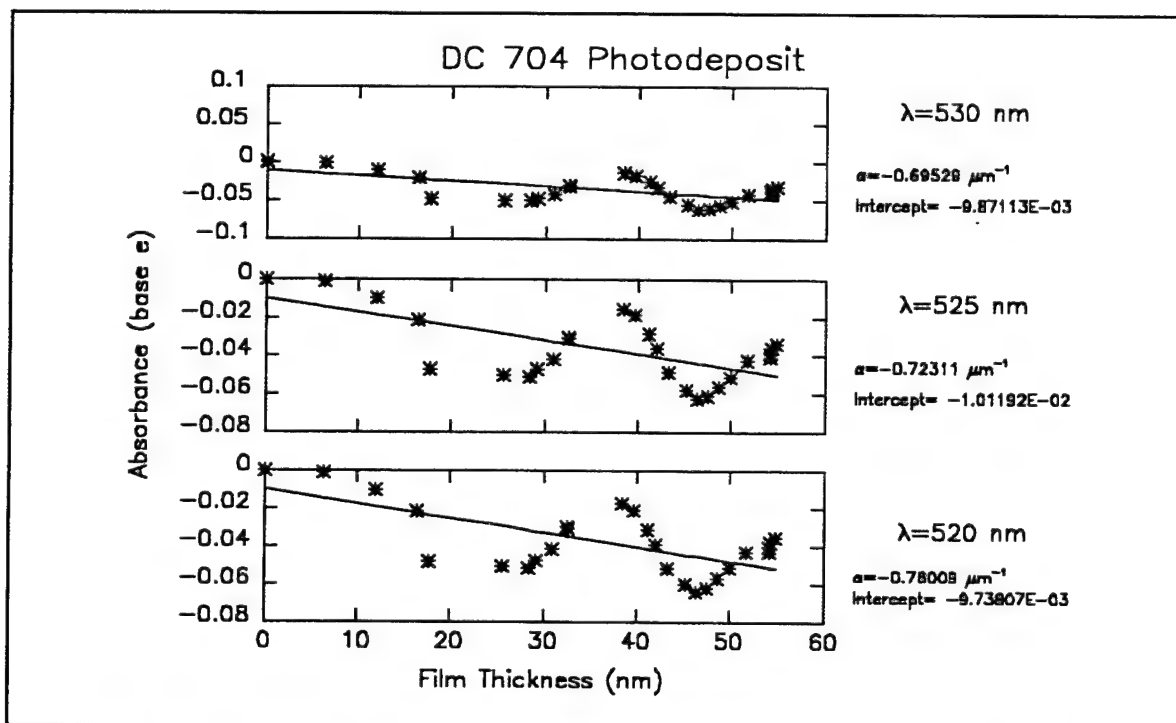 DC 704 Photodeposit
Absorbance (base e)
0.1
0.05
0
−0.05
−0.1
λ=530 nm
α=−0.69529 μm⁻¹
Intercept= −9.87113E−03
0
−0.02
−0.04
−0.06
−0.08
λ=525 nm
α=−0.72311 μm⁻¹
Intercept= −1.01192E−02
0
−0.02
−0.04
−0.06
−0.08
λ=520 nm
α=−0.78009 μm⁻¹
Intercept= −9.73807E−03
0 10 20 30 40 50 60
Film Thickness (nm)